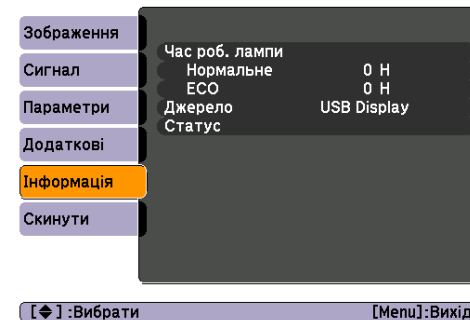 Зображення
Сигнал
Параметри
Додаткові
Інформація
Скинути
Час роб. лампи
Нормальне 0 H
ECO 0 H
Джерело USB Display
Статус
[◆] :Вибрати [Menu]:Вихід